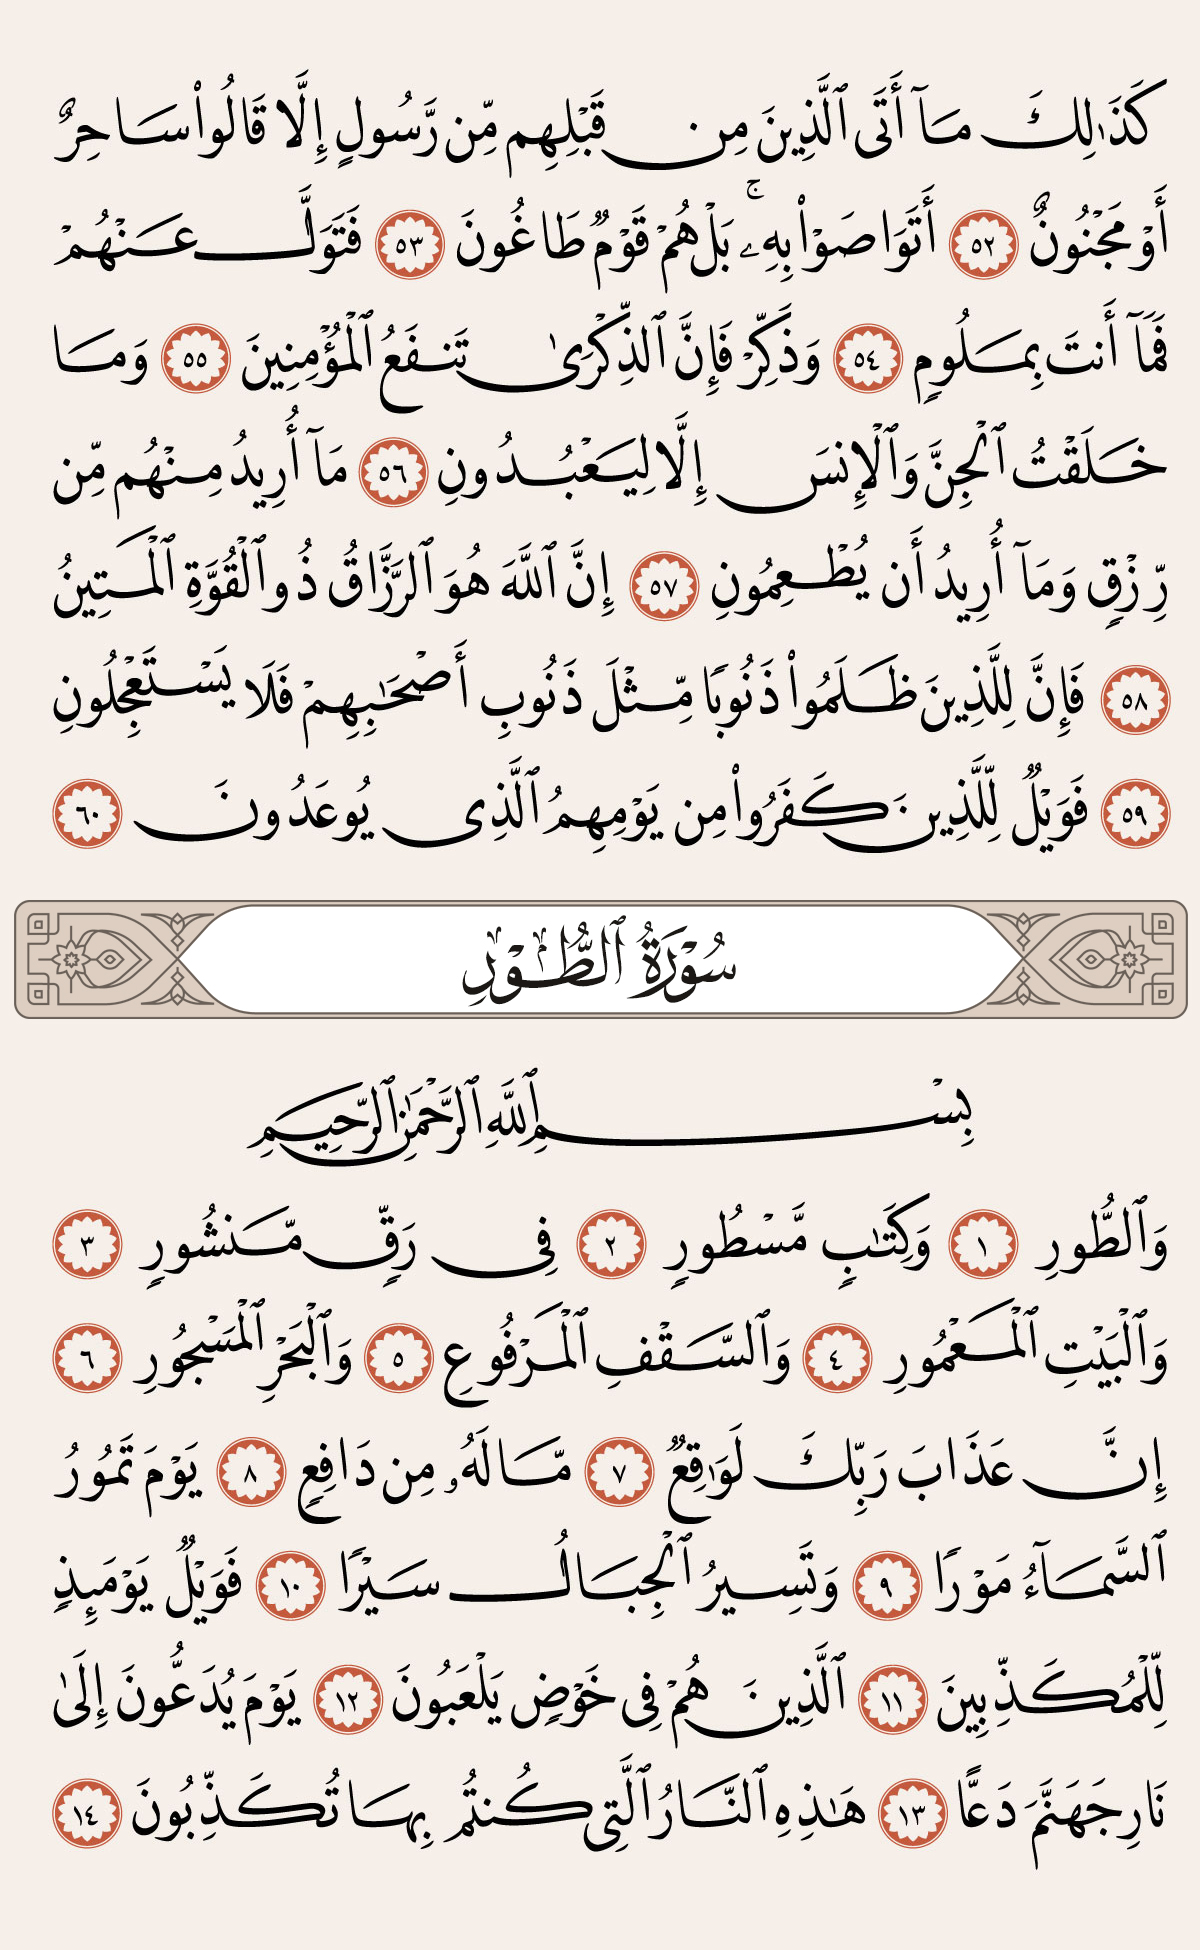 كَذَٰلِكَ مَآ أَتَى ٱلَّذِينَ مِن قَبْلِهِم مِّن رَّسُولٍ إِلَّا قَالُوا۟ سَاحِرٌ
أَوْ مَجْنُونٌ ٥٢ أَتَوَاصَوْا۟ بِهِۦ ۚ بَلْ هُمْ قَوْمٌ طَاغُونَ ٥٣ فَتَوَلَّ عَنْهُمْ
فَمَآ أَنتَ بِمَلُومٍ ٥٤ وَذَكِّرْ فَإِنَّ ٱلذِّكْرَىٰ تَنفَعُ ٱلْمُؤْمِنِينَ ٥٥ وَمَا
خَلَقْتُ ٱلْجِنَّ وَٱلْإِنسَ إِلَّا لِيَعْبُدُونِ ٥٦ مَآ أُرِيدُ مِنْهُم مِّن
رِّزْقٍ وَمَآ أُرِيدُ أَن يُطْعِمُونِ ٥٧ إِنَّ ٱللَّهَ هُوَ ٱلرَّزَّاقُ ذُو ٱلْقُوَّةِ ٱلْمَتِينُ
٥٨ فَإِنَّ لِلَّذِينَ ظَلَمُوا۟ ذَنُوبًا مِّثْلَ ذَنُوبِ أَصْحَٰبِهِمْ فَلَا يَسْتَعْجِلُونِ
٥٩ فَوَيْلٌ لِّلَّذِينَ كَفَرُوا۟ مِن يَوْمِهِمُ ٱلَّذِى يُوعَدُونَ ٦٠
سُورَةُ ٱلطُّورِ
بِسْمِ ٱللَّهِ ٱلرَّحْمَٰنِ ٱلرَّحِيمِ
وَٱلطُّورِ ١ وَكِتَٰبٍ مَّسْطُورٍ ٢ فِى رَقٍّ مَّنشُورٍ ٣
وَٱلْبَيْتِ ٱلْمَعْمُورِ ٤ وَٱلسَّقْفِ ٱلْمَرْفُوعِ ٥ وَٱلْبَحْرِ ٱلْمَسْجُورِ ٦
إِنَّ عَذَابَ رَبِّكَ لَوَٰقِعٌ ٧ مَّا لَهُۥ مِن دَافِعٍ ٨ يَوْمَ تَمُورُ
ٱلسَّمَآءُ مَوْرًا ٩ وَتَسِيرُ ٱلْجِبَالُ سَيْرًا ١٠ فَوَيْلٌ يَوْمَئِذٍ
لِّلْمُكَذِّبِينَ ١١ ٱلَّذِينَ هُمْ فِى خَوْضٍ يَلْعَبُونَ ١٢ يَوْمَ يُدَعُّونَ إِلَىٰ
نَارِ جَهَنَّمَ دَعًّا ١٣ هَٰذِهِ ٱلنَّارُ ٱلَّتِى كُنتُم بِهَا تُكَذِّبُونَ ١٤